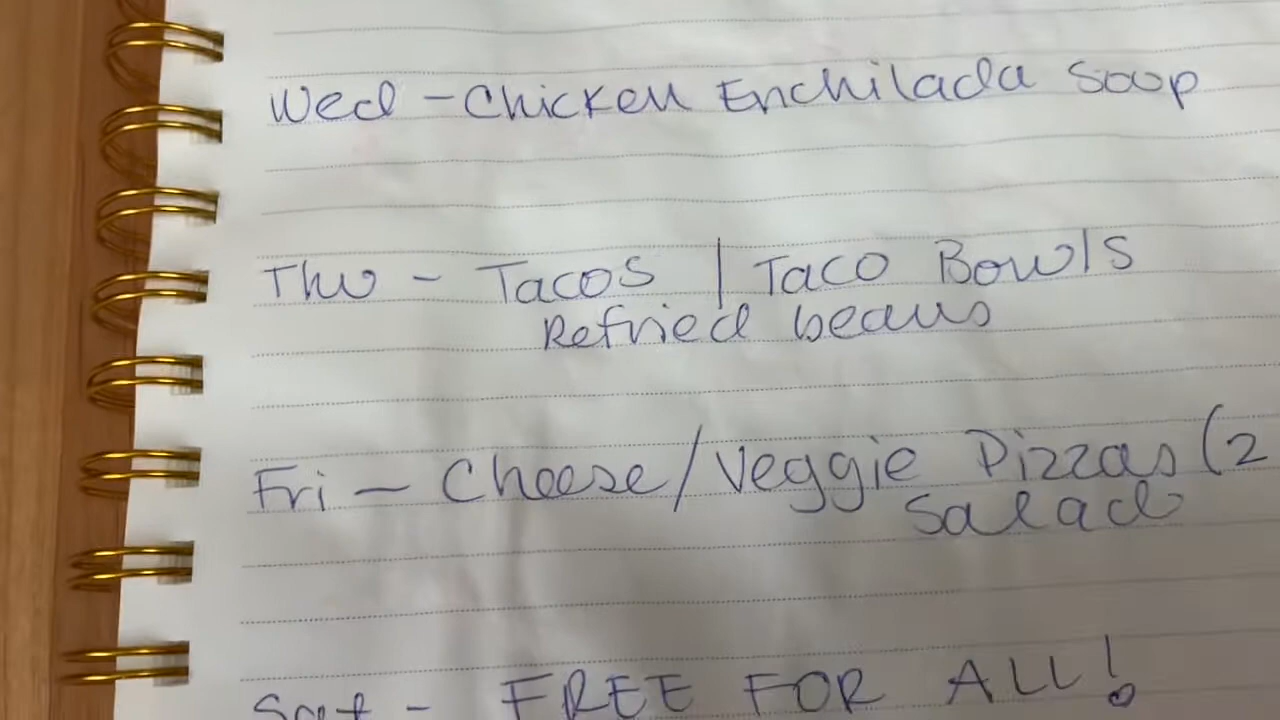 Wed - Chicken Enchilada Soup
Thu - Tacos | Taco Bowls
Refried beans
Fri - Cheese/Veggie Pizzas (2
Salad
Sat - FREE FOR ALL!